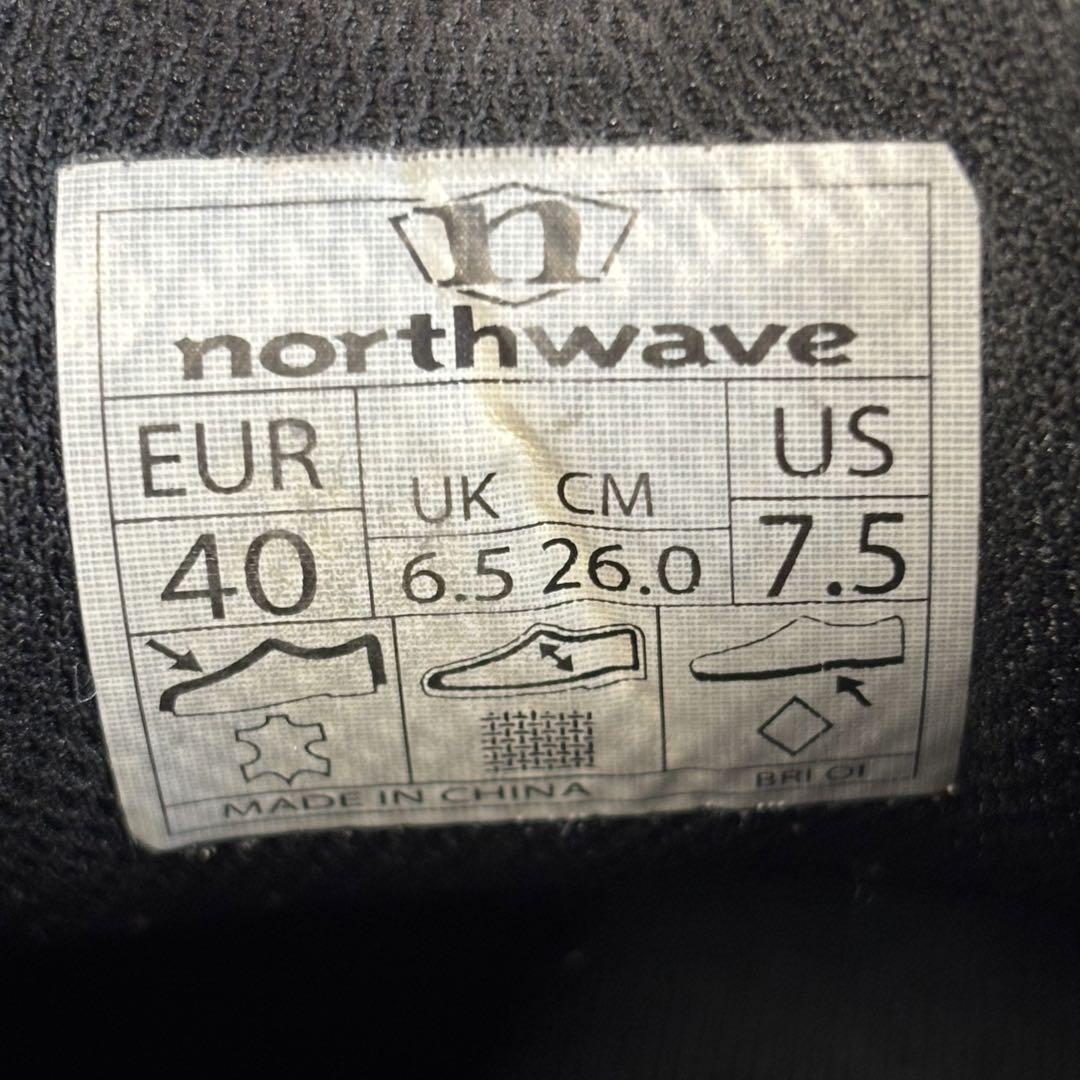 n
northwave
EUR UK CM US
40 6.5 26.0 7.5
MADE IN CHINA BRI 01